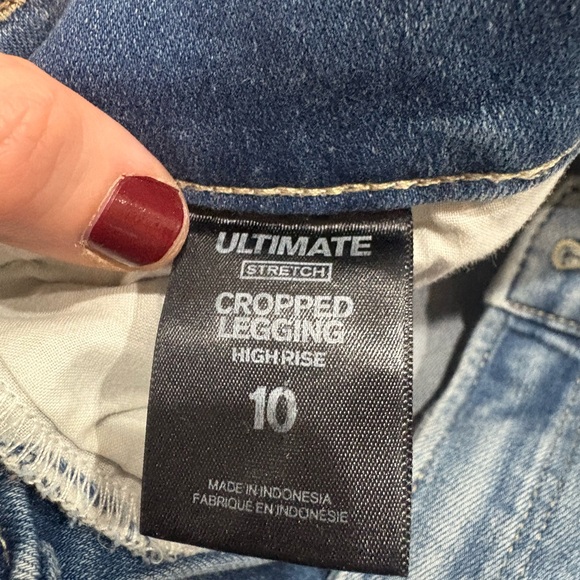 ULTIMATE
STRETCH
CROPPED
LEGGING
HIGH RISE
10
MADE IN INDONESIA
FABRIQUÉ EN INDONÉSIE